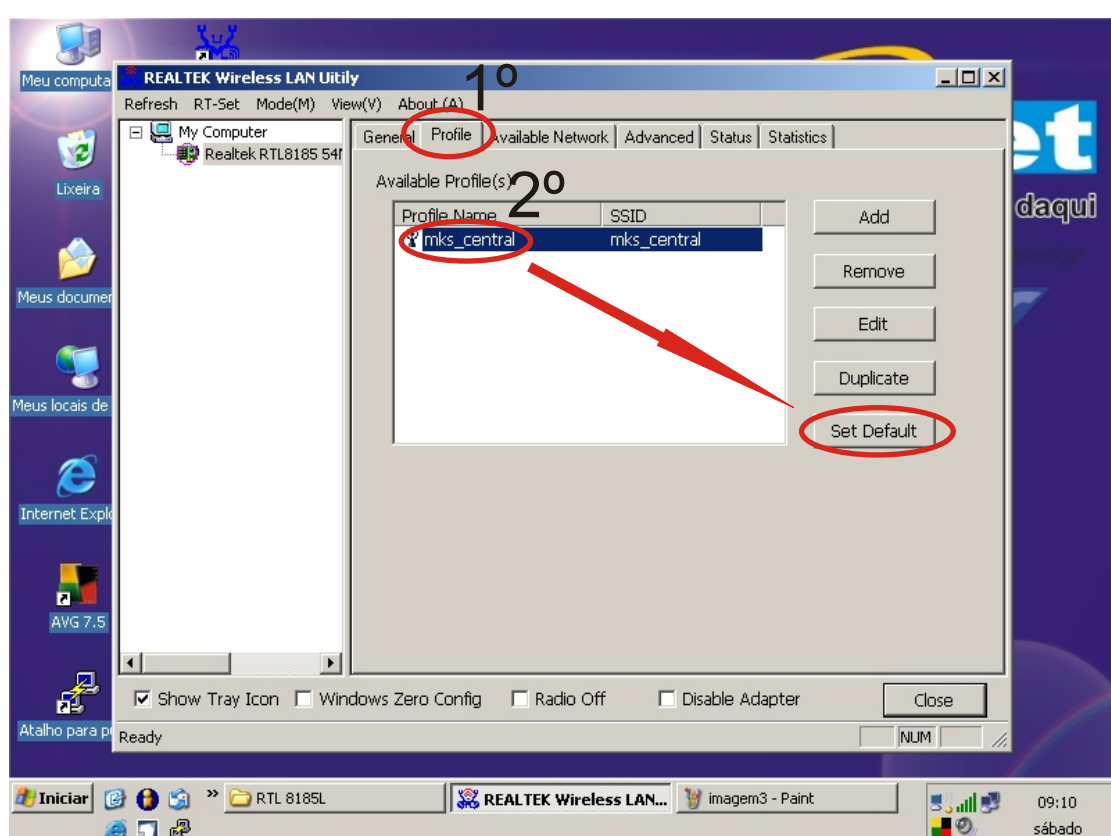 Meu computa
REALTEK Wireless LAN Uitily
1º
Refresh RT-Set Mode(M) View(V) About (A)
My Computer
Realtek RTL8185 54M
General Profile Available Network Advanced Status Statistics
et
daqui
Lixeira
Available Profile(s)
2º
Profile Name SSID
mks_central mks_central
Add
Remove
Edit
Duplicate
Set Default
Meus documen
Meus locais de
Internet Explo
AVG 7.5
Atalho para pu
Show Tray Icon Windows Zero Config Radio Off Disable Adapter Close
Ready NUM
Iniciar » RTL 8185L REALTEK Wireless LAN... imagem3 - Paint 09:10
sábado